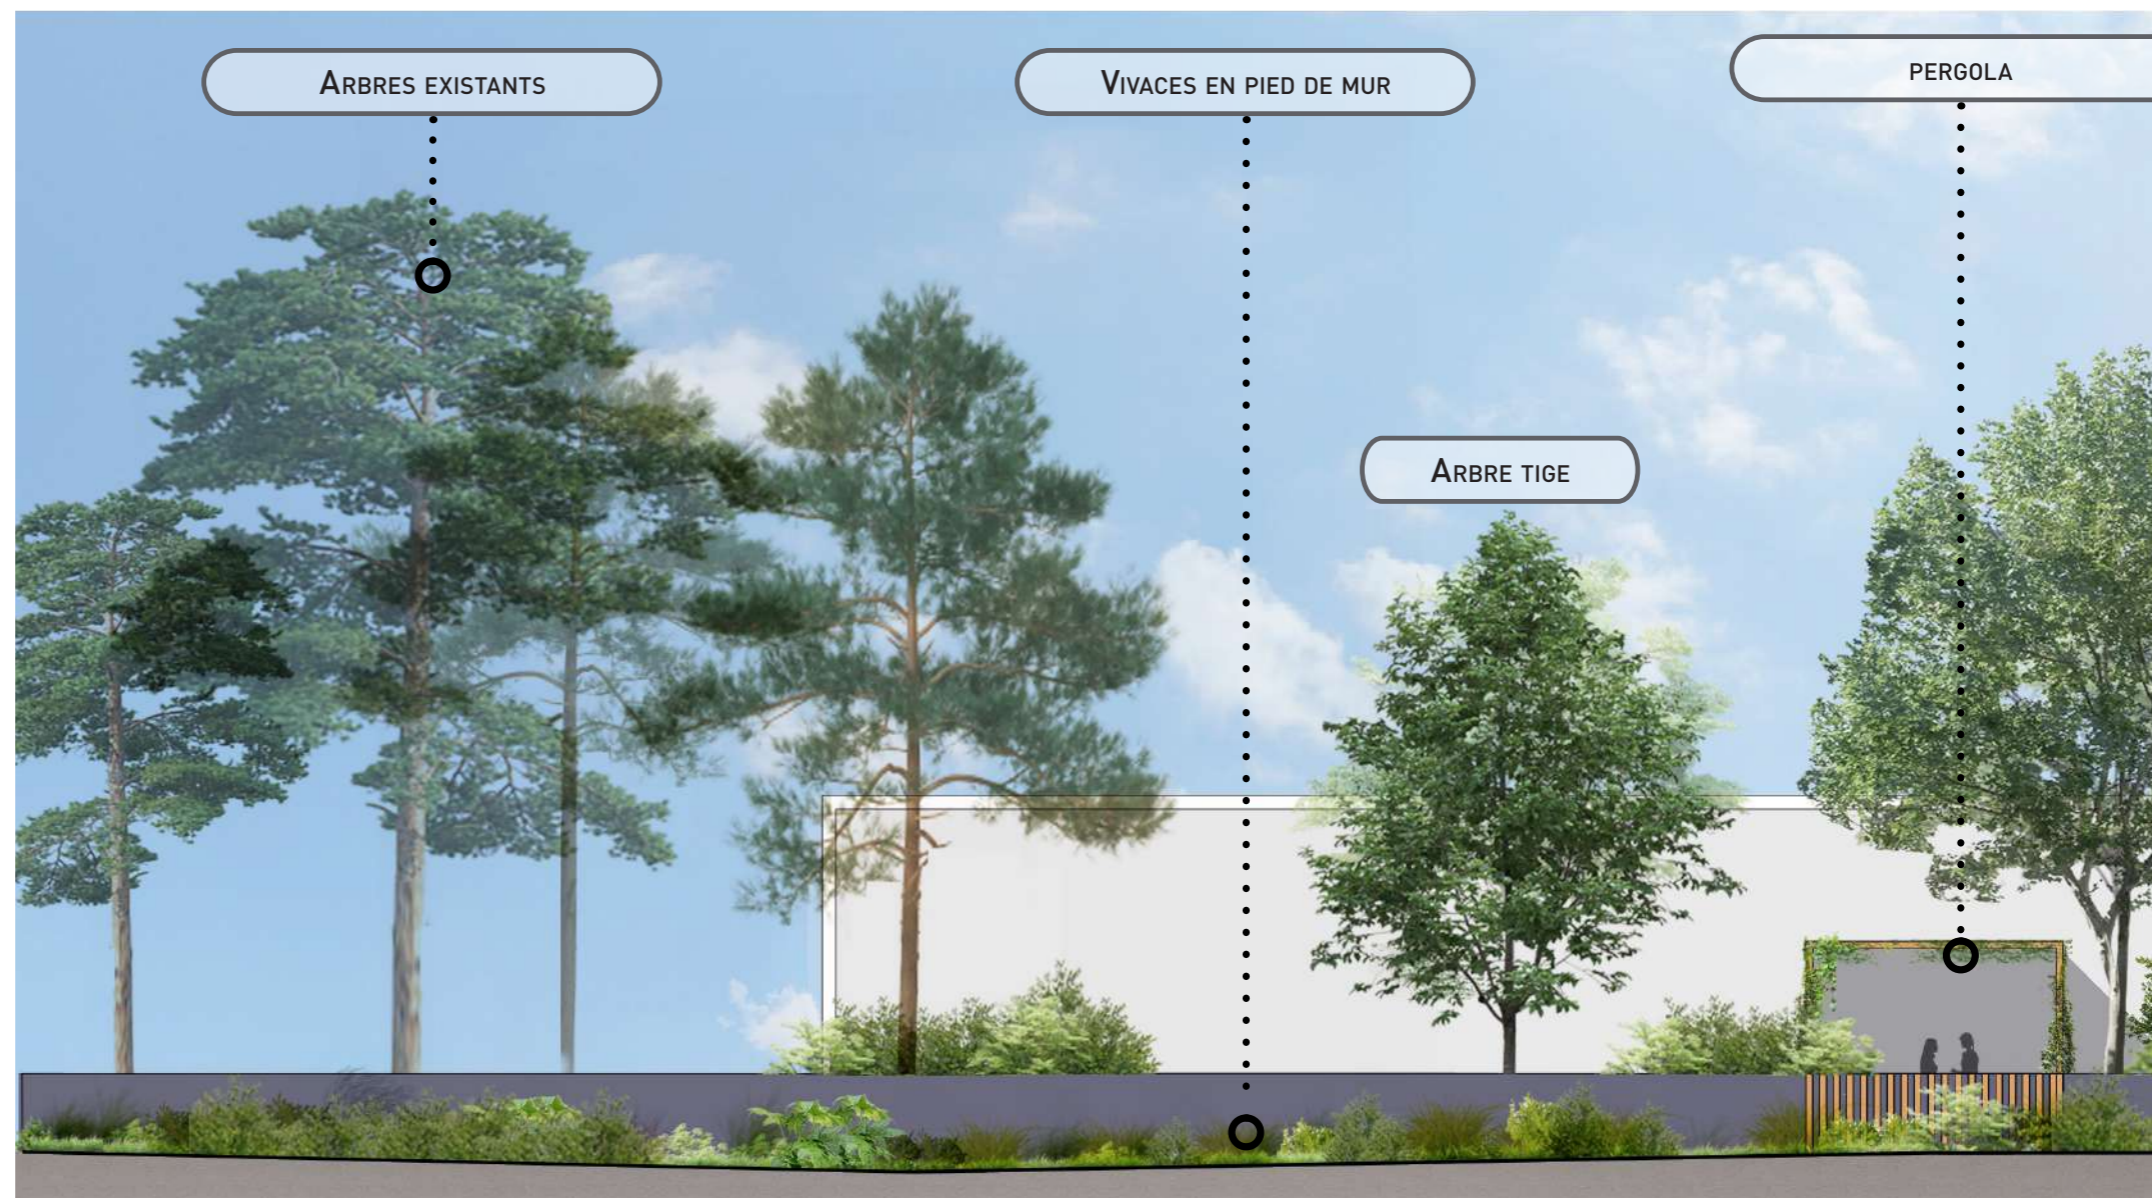 Arbres existants
Vivaces en pied de mur
pergola
Arbre tige